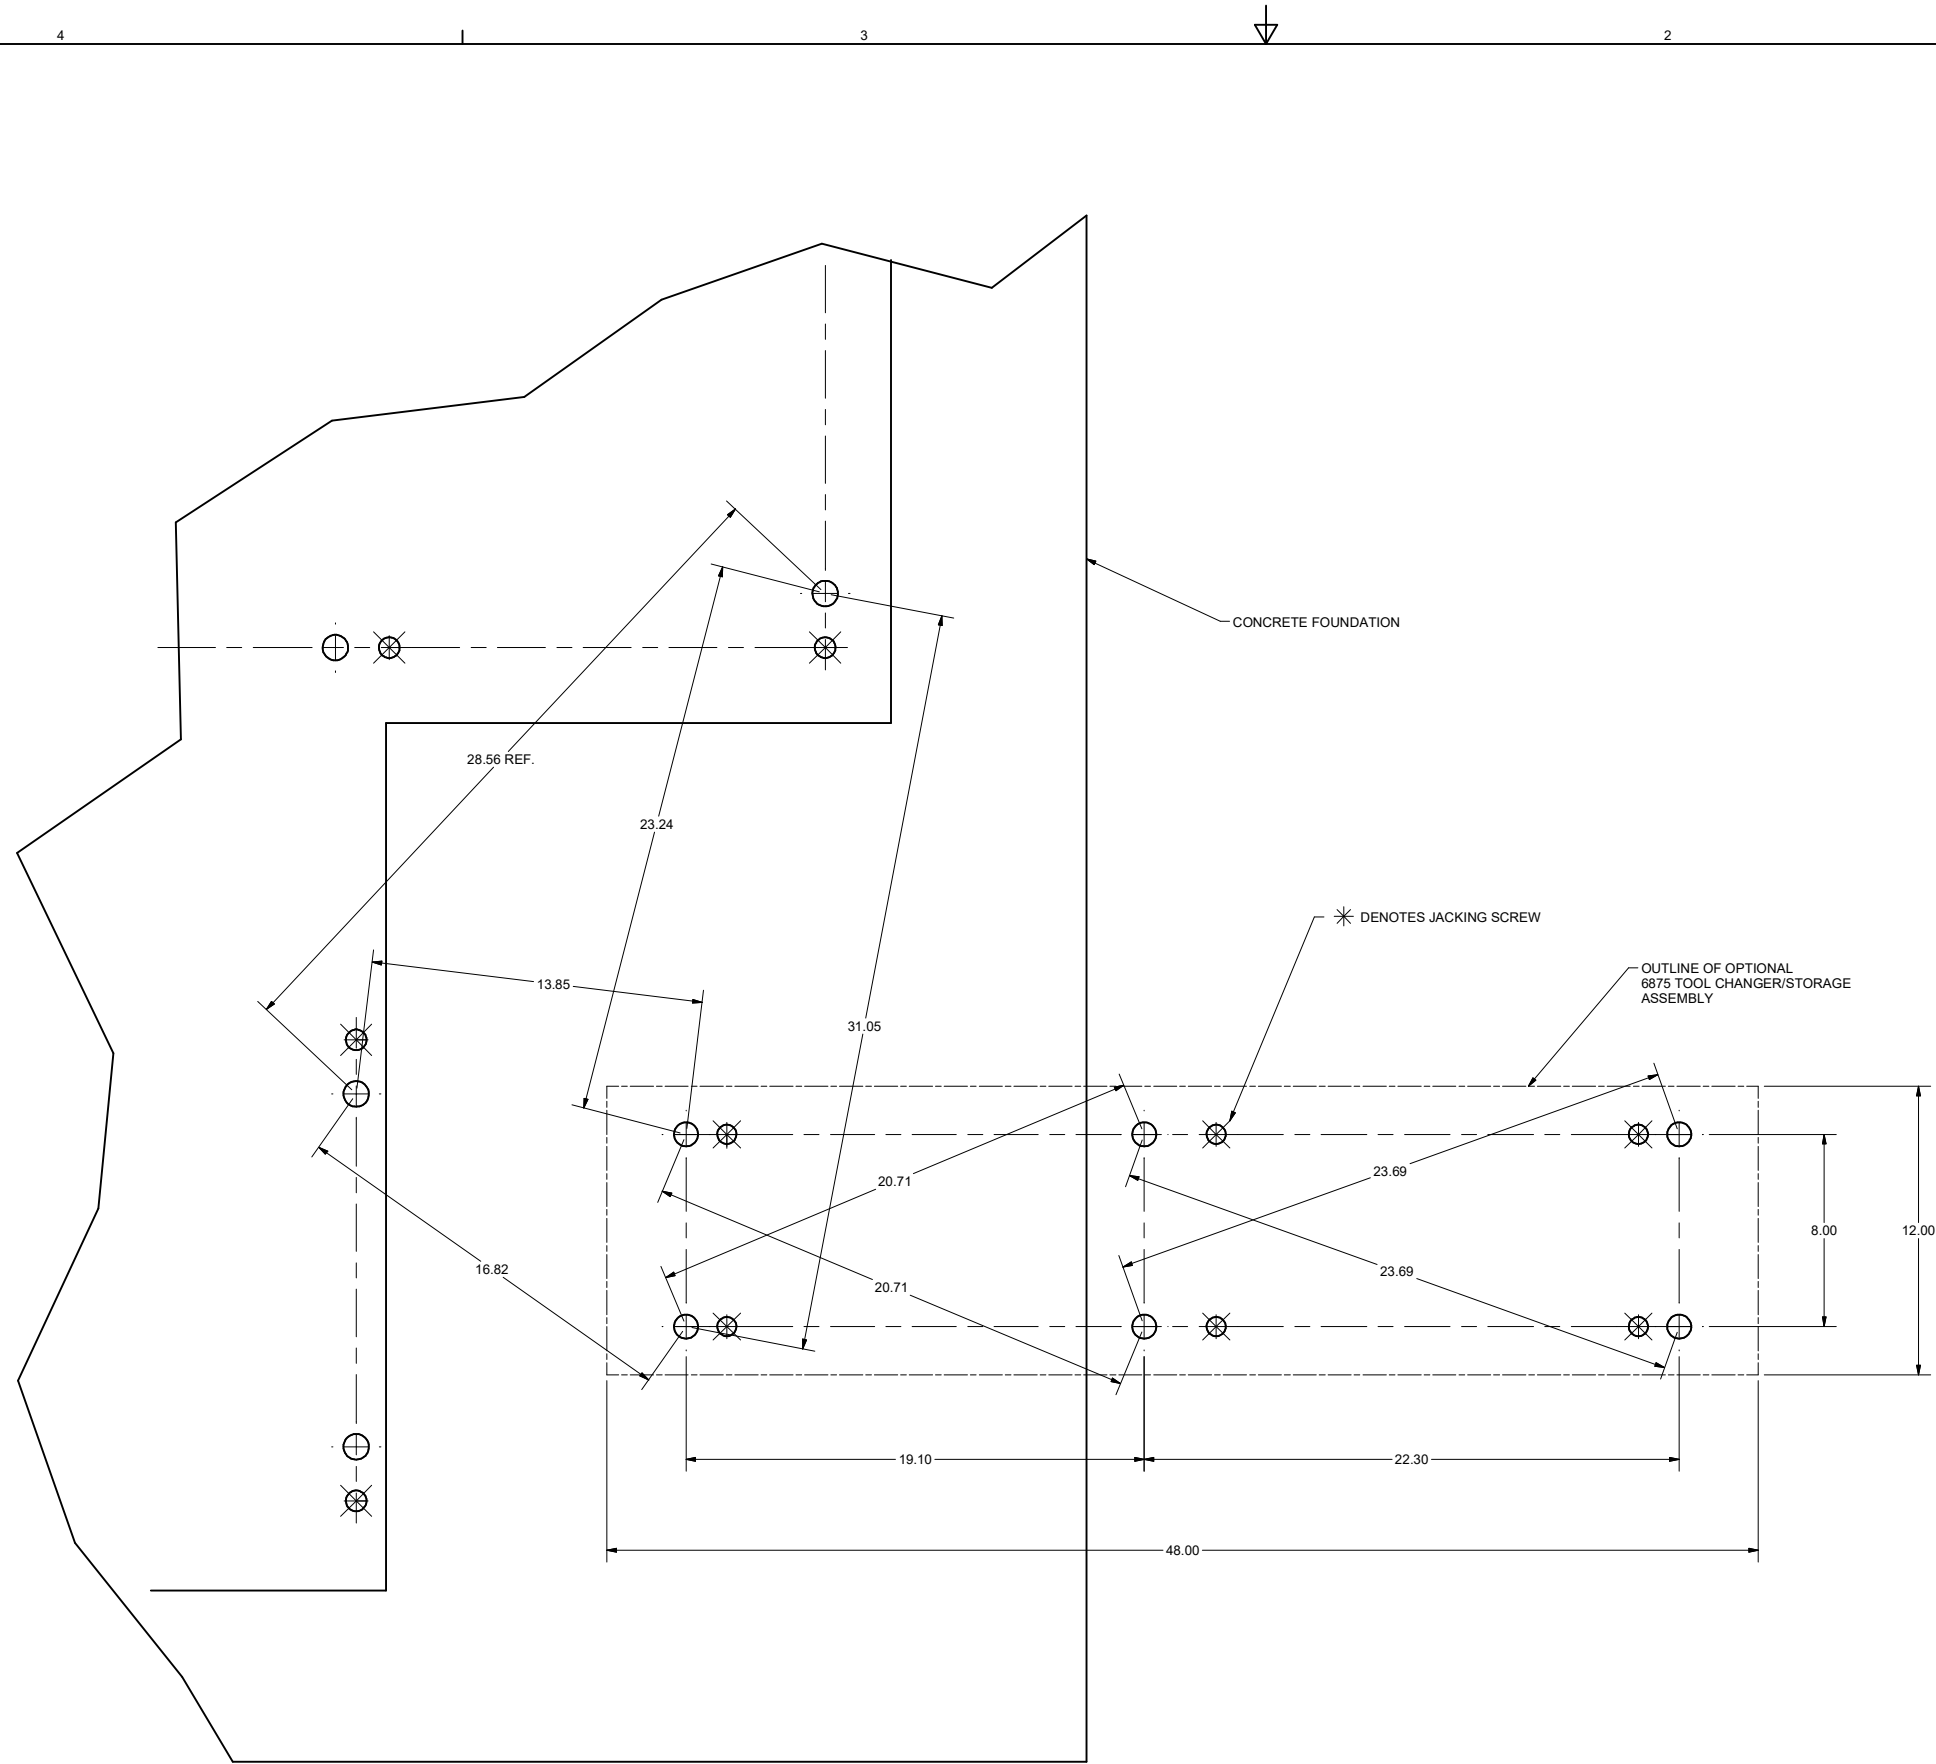 4
3
2
CONCRETE FOUNDATION
28.56 REF.
23.24
DENOTES JACKING SCREW
OUTLINE OF OPTIONAL
6875 TOOL CHANGER/STORAGE
ASSEMBLY
13.85
31.05
20.71
23.69
8.00
12.00
16.82
20.71
23.69
19.10
22.30
48.00